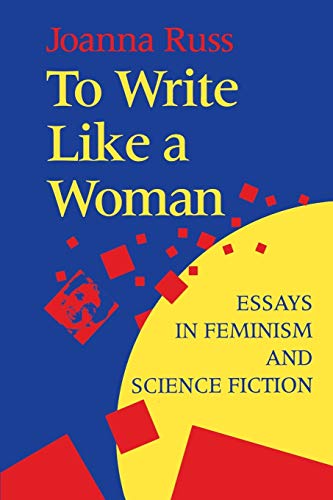 Joanna Russ
To Write
Like a
Woman
ESSAYS
IN FEMINISM
AND
SCIENCE FICTION